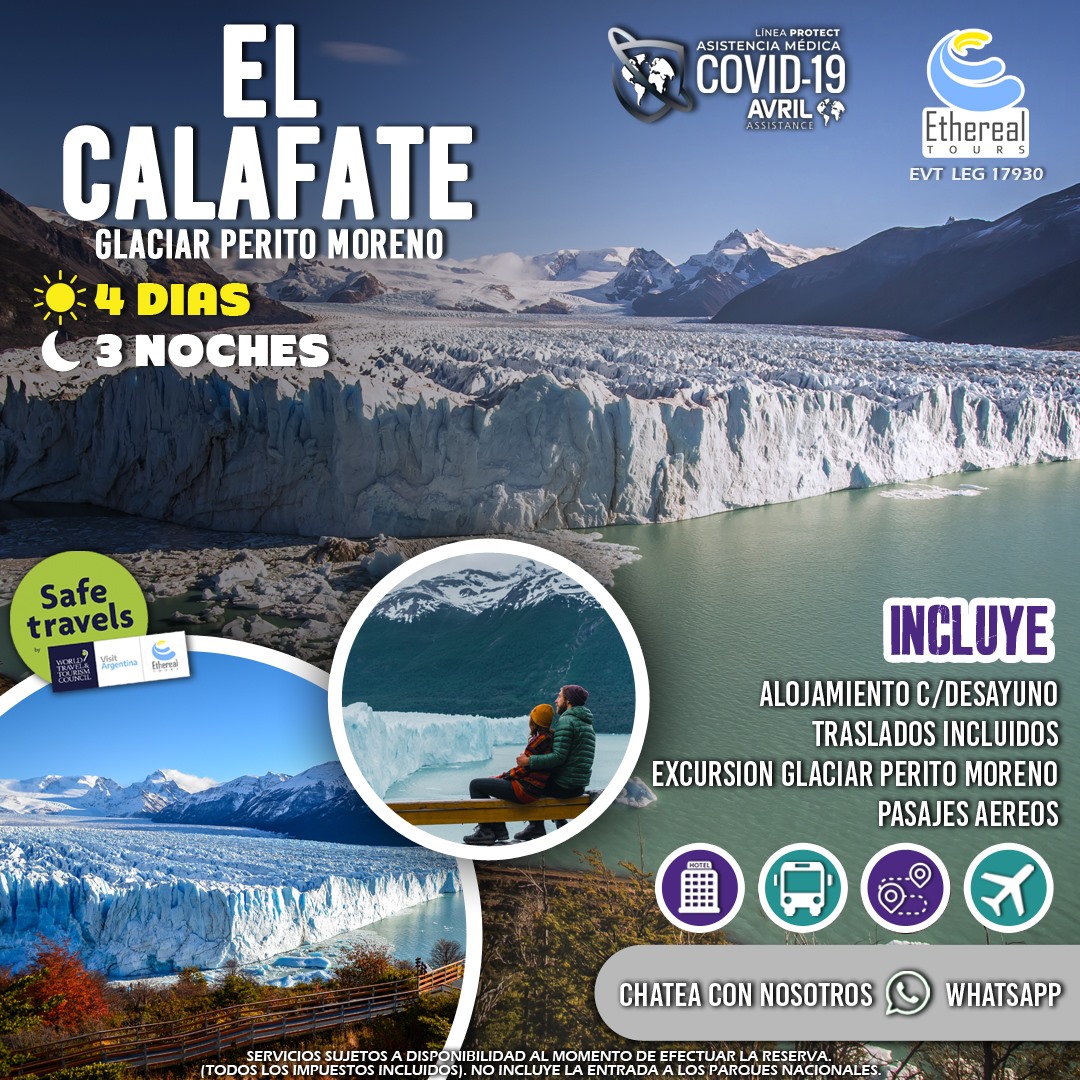 EL
CALAFATE
GLACIAR PERITO MORENO
4 DIAS
3 NOCHES
LÍNEA PROTECT
ASISTENCIA MÉDICA
COVID-19
AVRIL
ASSISTANCE
Ethereal
TOURS
EVT LEG 17930
Safe
travels
by
WORLD
TRAVEL &
TOURISM
COUNCIL
Visit
Argentina
Ethereal
TOURS
INCLUYE
ALOJAMIENTO C/DESAYUNO
TRASLADOS INCLUIDOS
EXCURSION GLACIAR PERITO MORENO
PASAJES AEREOS
HOTEL
CHATEA CON NOSOTROS WHATSAPP
SERVICIOS SUJETOS A DISPONIBILIDAD AL MOMENTO DE EFECTUAR LA RESERVA.
(TODOS LOS IMPUESTOS INCLUIDOS). NO INCLUYE LA ENTRADA A LOS PARQUES NACIONALES.